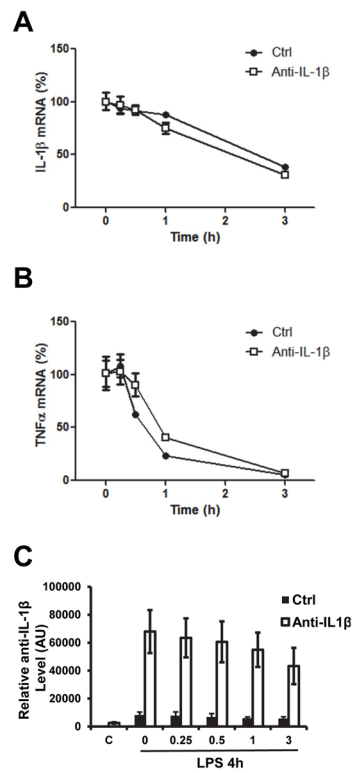 A
150
100
50
0
IL-1β mRNA (%)
Ctrl
Anti-IL-1β
0
1
2
3
Time (h)
B
150
100
50
0
TNFα mRNA (%)
Ctrl
Anti-IL-1β
0
1
2
3
Time (h)
C
Relative anti-IL-1β
Level (AU)
100000
80000
60000
40000
20000
0
Ctrl
Anti-IL1β
C
0
0.25
0.5
1
3
LPS 4h